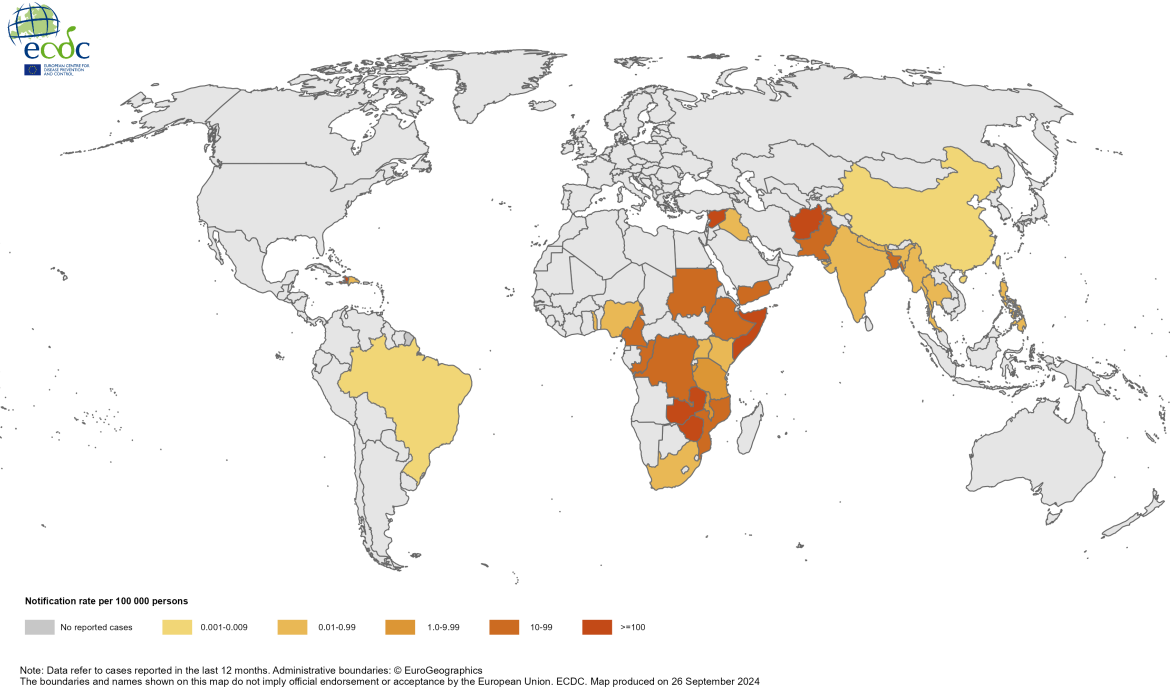 ecdc
EUROPEAN CENTRE FOR
DISEASE PREVENTION
AND CONTROL
Notification rate per 100 000 persons
No reported cases
0.001-0.009
0.01-0.99
1.0-9.99
10-99
>=100
Note: Data refer to cases reported in the last 12 months. Administrative boundaries: © EuroGeographics
The boundaries and names shown on this map do not imply official endorsement or acceptance by the European Union. ECDC. Map produced on 26 September 2024